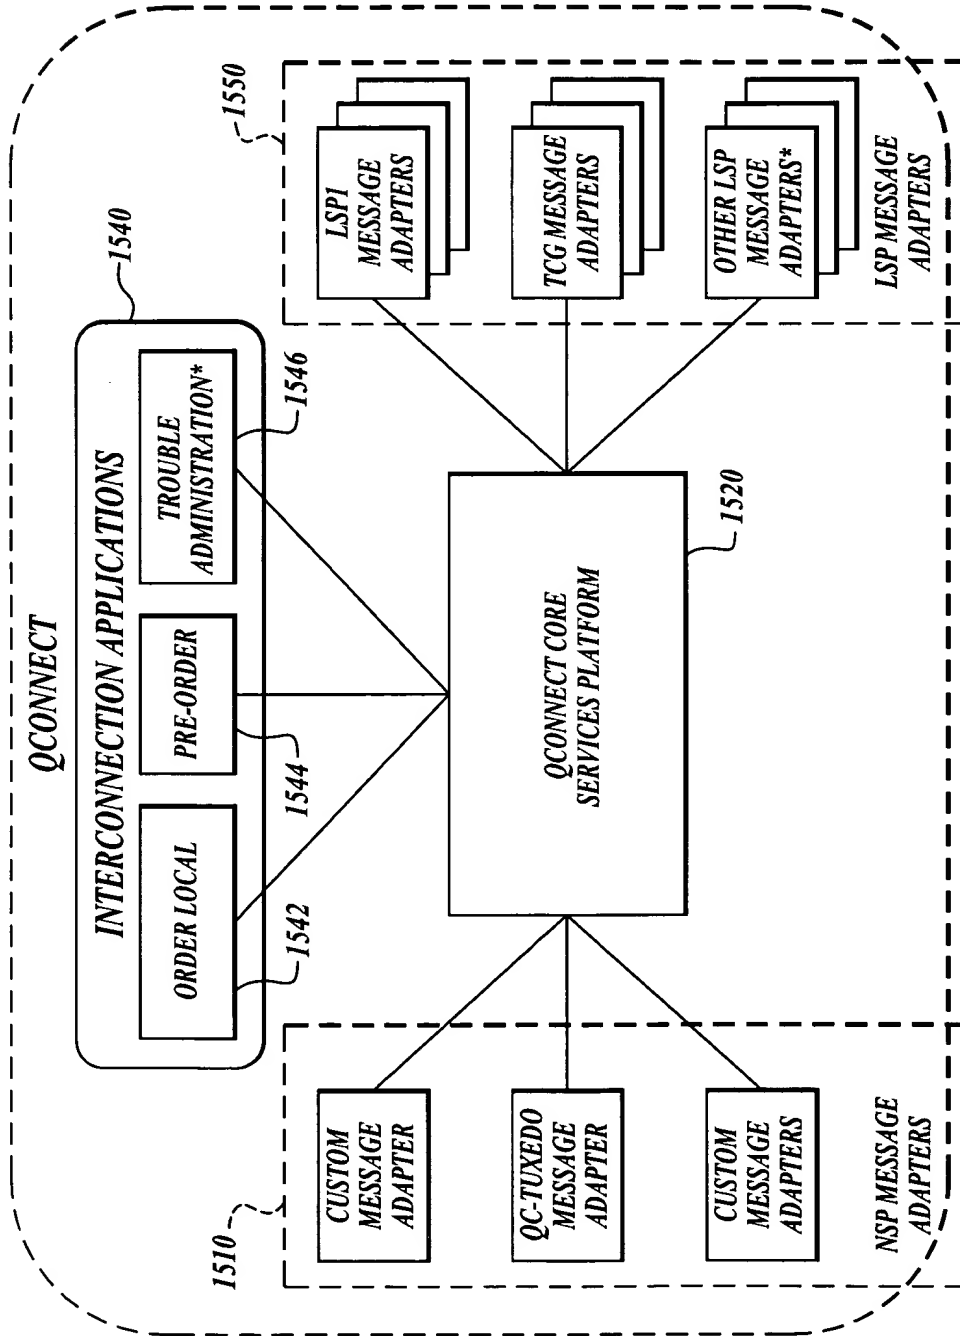 QCONNECT
INTERCONNECTION APPLICATIONS
1540
ORDER LOCAL
1542
PRE-ORDER
1544
TROUBLE
ADMINISTRATION*
1546
1510
CUSTOM
MESSAGE
ADAPTER
QC-TUXEDO
MESSAGE
ADAPTER
CUSTOM
MESSAGE
ADAPTERS
NSP MESSAGE
ADAPTERS
QCONNECT CORE
SERVICES PLATFORM
1520
1550
LSP1
MESSAGE
ADAPTERS
TCG MESSAGE
ADAPTERS
OTHER LSP
MESSAGE
ADAPTERS*
LSP MESSAGE
ADAPTERS